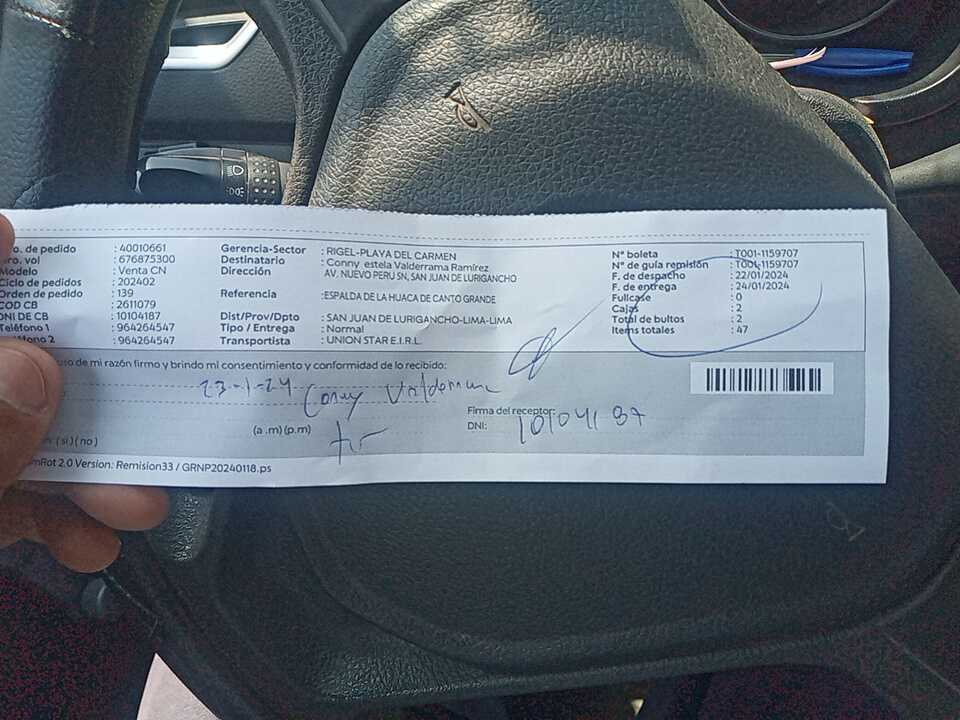 o. de pedido : 40010661
ro. vol : 676875300
Modelo : Venta CN
Ciclo de pedidos : 202402
Orden de pedido : 139
COD CB : 2611079
DNI DE CB : 10104187
Teléfono 1 : 964264547
fono 2 : 964264547
Gerencia-Sector : RIGEL-PLAYA DEL CARMEN
Destinatario : Conny estela Valderrama Ramírez
Dirección : AV. NUEVO PERU SN, SAN JUAN DE LURIGANCHO
Referencia : ESPALDA DE LA HUACA DE CANTO GRANDE
Dist/Prov/Dpto : SAN JUAN DE LURIGANCHO-LIMA-LIMA
Tipo / Entrega : Normal
Transportista : UNION STAR E.I.R.L.
N° boleta : T001-1159707
N° de guía remisión : T001-1159707
F. de despacho : 22/01/2024
F. de entrega : 24/01/2024
Fullcase : 0
Cajas : 2
Total de bultos : 2
Items totales : 47
uso de mi razón firmo y brindo mi consentimiento y conformidad de lo recibido:
23-1-24 Conny Valderrama
(a .m) (p.m)
Firma del receptor:
DNI: 10104187
( si ) ( no )
mRot 2.0 Version: Remision33 / GRNP20240118.ps